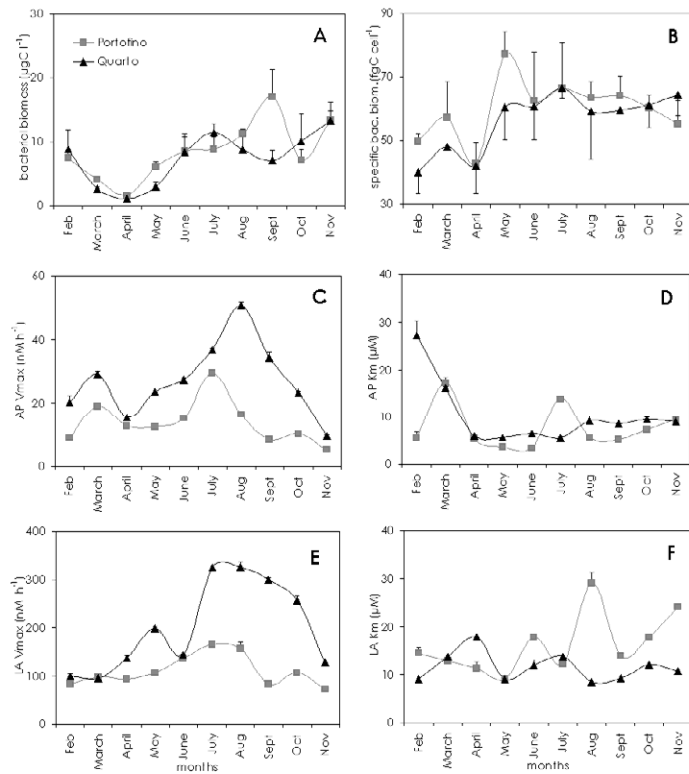 A
bacterial biomass (µgC l⁻¹)
Portofino
Quarto
30
20
10
0
Feb March April May June July Aug Sept Oct Nov
B
specific bac. biom. (fgC cell⁻¹)
90
70
50
30
Feb March April May June July Aug Sept Oct Nov
C
AP Vmax (nM h⁻¹)
60
40
20
0
Feb March April May June July Aug Sept Oct Nov
D
AP Km (µM)
40
30
20
10
0
Feb March April May June July Aug Sept Oct Nov
E
LA Vmax (nM h⁻¹)
400
300
200
100
0
Feb March April May June July Aug Sept Oct Nov
months
F
LA Km (µM)
40
30
20
10
0
Feb March April May June July Aug Sept Oct Nov
months